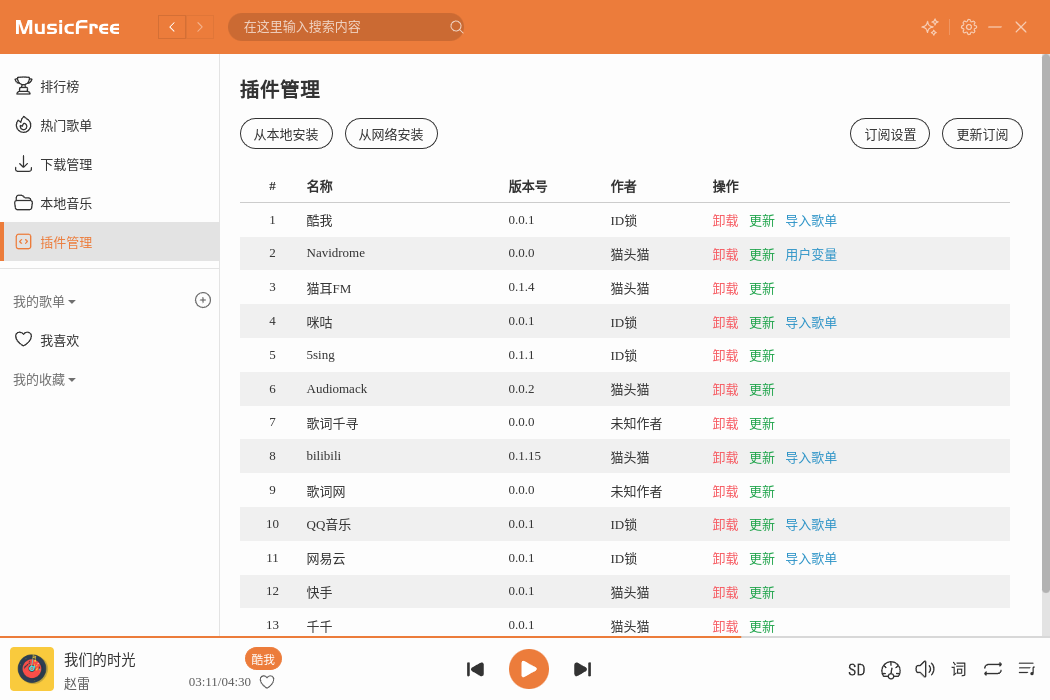 MusicFree 在这里输入搜索内容
排行榜
热门歌单
下载管理
本地音乐
插件管理
我的歌单
我喜欢
我的收藏
插件管理
从本地安装 从网络安装 订阅设置 更新订阅
# 名称 版本号 作者 操作
1 酷我 0.0.1 ID锁 卸载 更新 导入歌单
2 Navidrome 0.0.0 猫头猫 卸载 更新 用户变量
3 猫耳FM 0.1.4 猫头猫 卸载 更新
4 咪咕 0.0.1 ID锁 卸载 更新 导入歌单
5 5sing 0.1.1 ID锁 卸载 更新
6 Audiomack 0.0.2 猫头猫 卸载 更新
7 歌词千寻 0.0.0 未知作者 卸载 更新
8 bilibili 0.1.15 猫头猫 卸载 更新 导入歌单
9 歌词网 0.0.0 未知作者 卸载 更新
10 QQ音乐 0.0.1 ID锁 卸载 更新 导入歌单
11 网易云 0.0.1 ID锁 卸载 更新 导入歌单
12 快手 0.0.1 猫头猫 卸载 更新
13 千千 0.0.1 猫头猫 卸载 更新
我们的时光 酷我
赵雷 03:11/04:30
SD 词